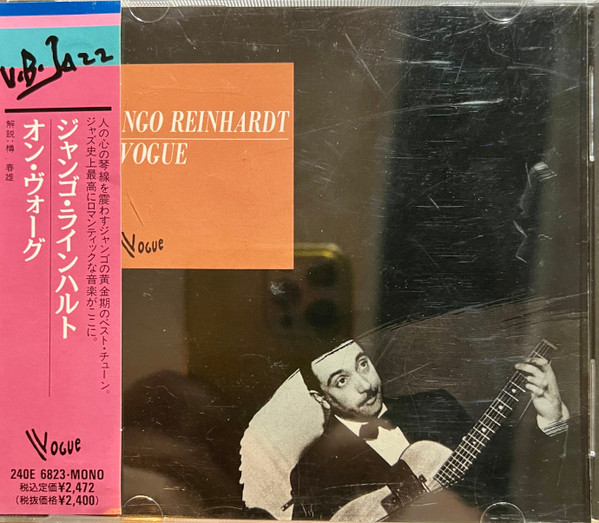 V.B. Jazz
人の心の琴線を震わすジャンゴの黄金期のベスト・チューン。
ジャズ史上最高にロマンティックな音楽がここに。
ジャンゴ・ラインハルト
オン・ヴォーグ
解説:樽 春雄
Vogue
240E 6823·MONO
税込定価¥2,472
(税抜価格¥2,400)
NGO REINHARDT
VOGUE
Vogue